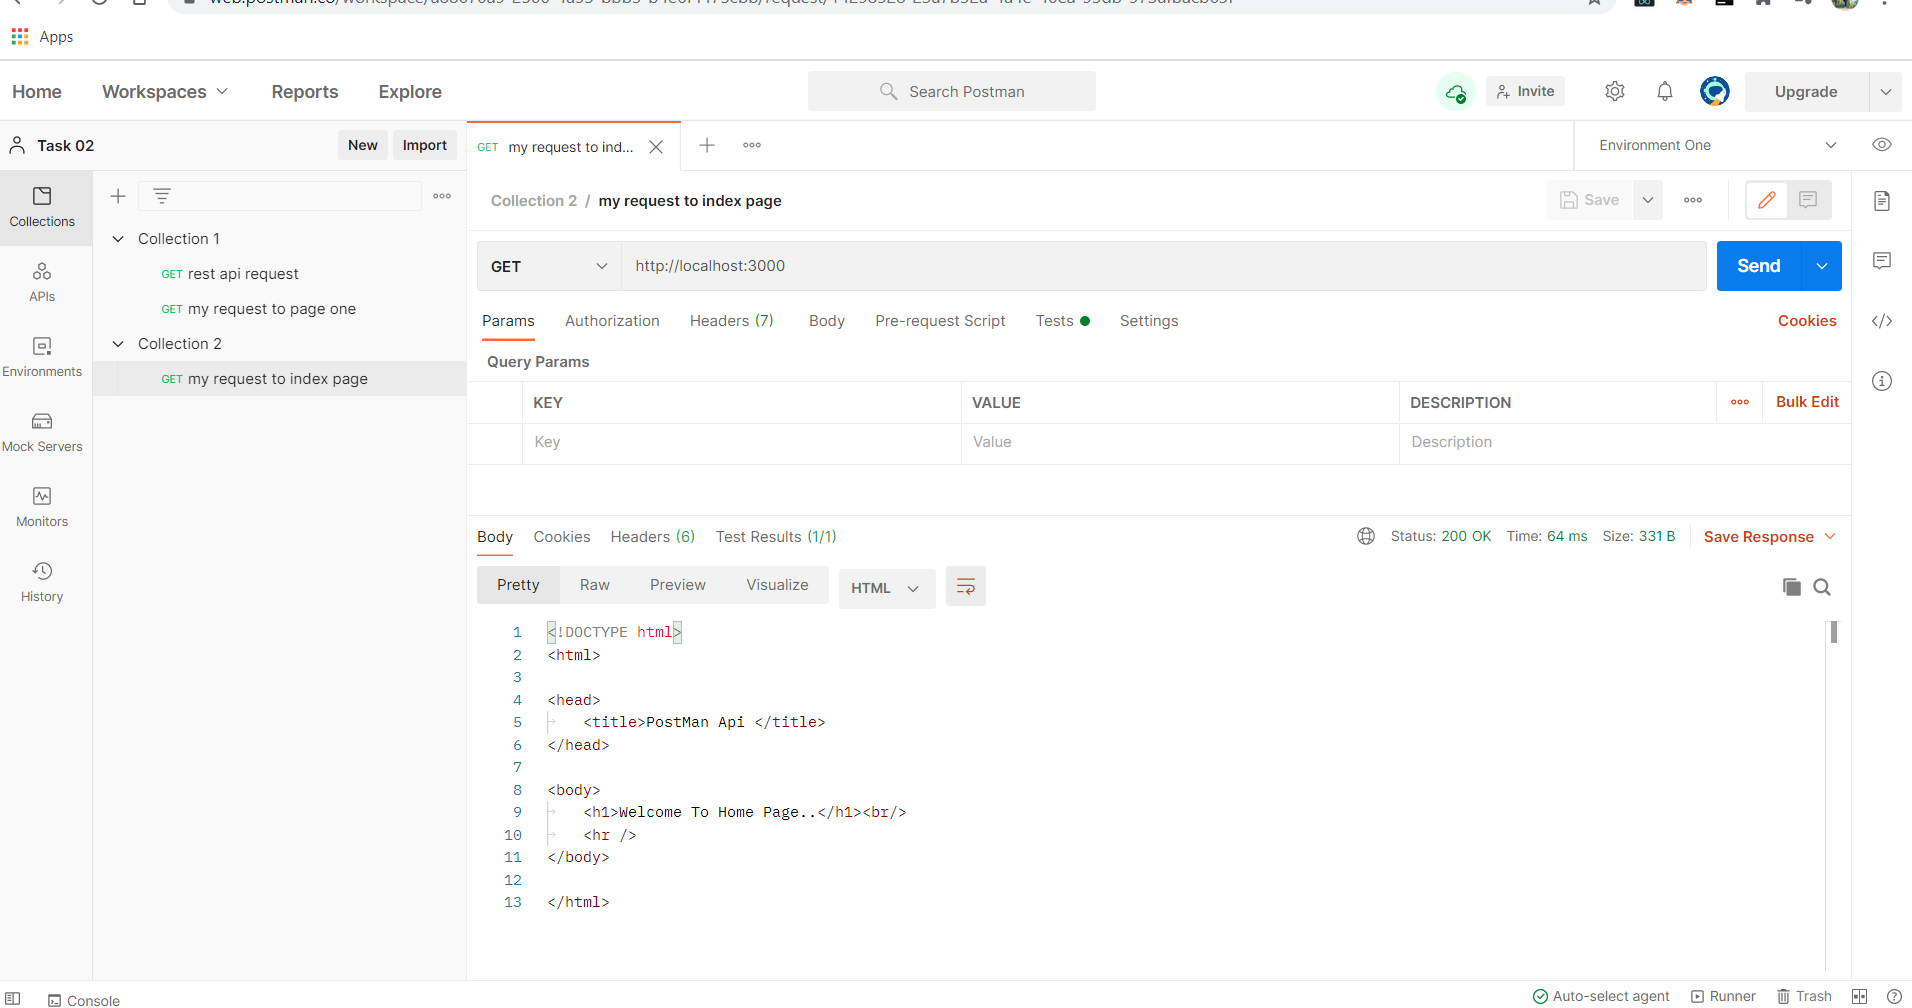 Apps
Home Workspaces Reports Explore Search Postman Invite Upgrade
Task 02 New Import GET my request to ind... Environment One
Collections
APIs
Environments
Mock Servers
Monitors
History
Collection 1
GET rest api request
GET my request to page one
Collection 2
GET my request to index page
Collection 2 / my request to index page Save
GET http://localhost:3000 Send
Params Authorization Headers (7) Body Pre-request Script Tests Settings Cookies
Query Params
KEY VALUE DESCRIPTION Bulk Edit
Key Value Description
Body Cookies Headers (6) Test Results (1/1) Status: 200 OK Time: 64 ms Size: 331 B Save Response
Pretty Raw Preview Visualize HTML
1 <!DOCTYPE html>
2 <html>
3
4 <head>
5 <title>PostMan Api </title>
6 </head>
7
8 <body>
9 <h1>Welcome To Home Page..</h1><br/>
10 <hr />
11 </body>
12
13 </html>
Console Auto-select agent Runner Trash